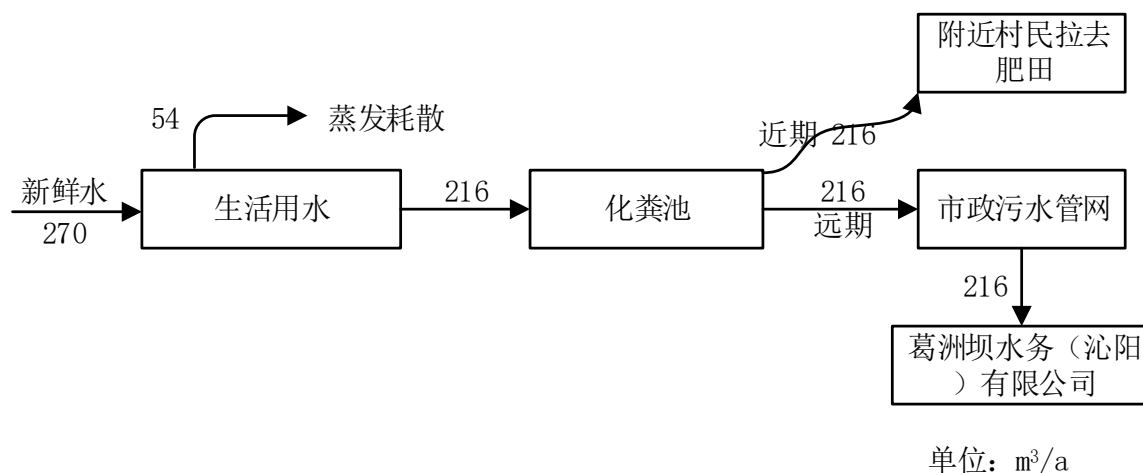 附近村民拉去
肥田
54
蒸发耗散
近期 216
新鲜水
270
生活用水
216
化粪池
216
远期
市政污水管网
216
葛洲坝水务（沁阳
）有限公司
单位：m³/a